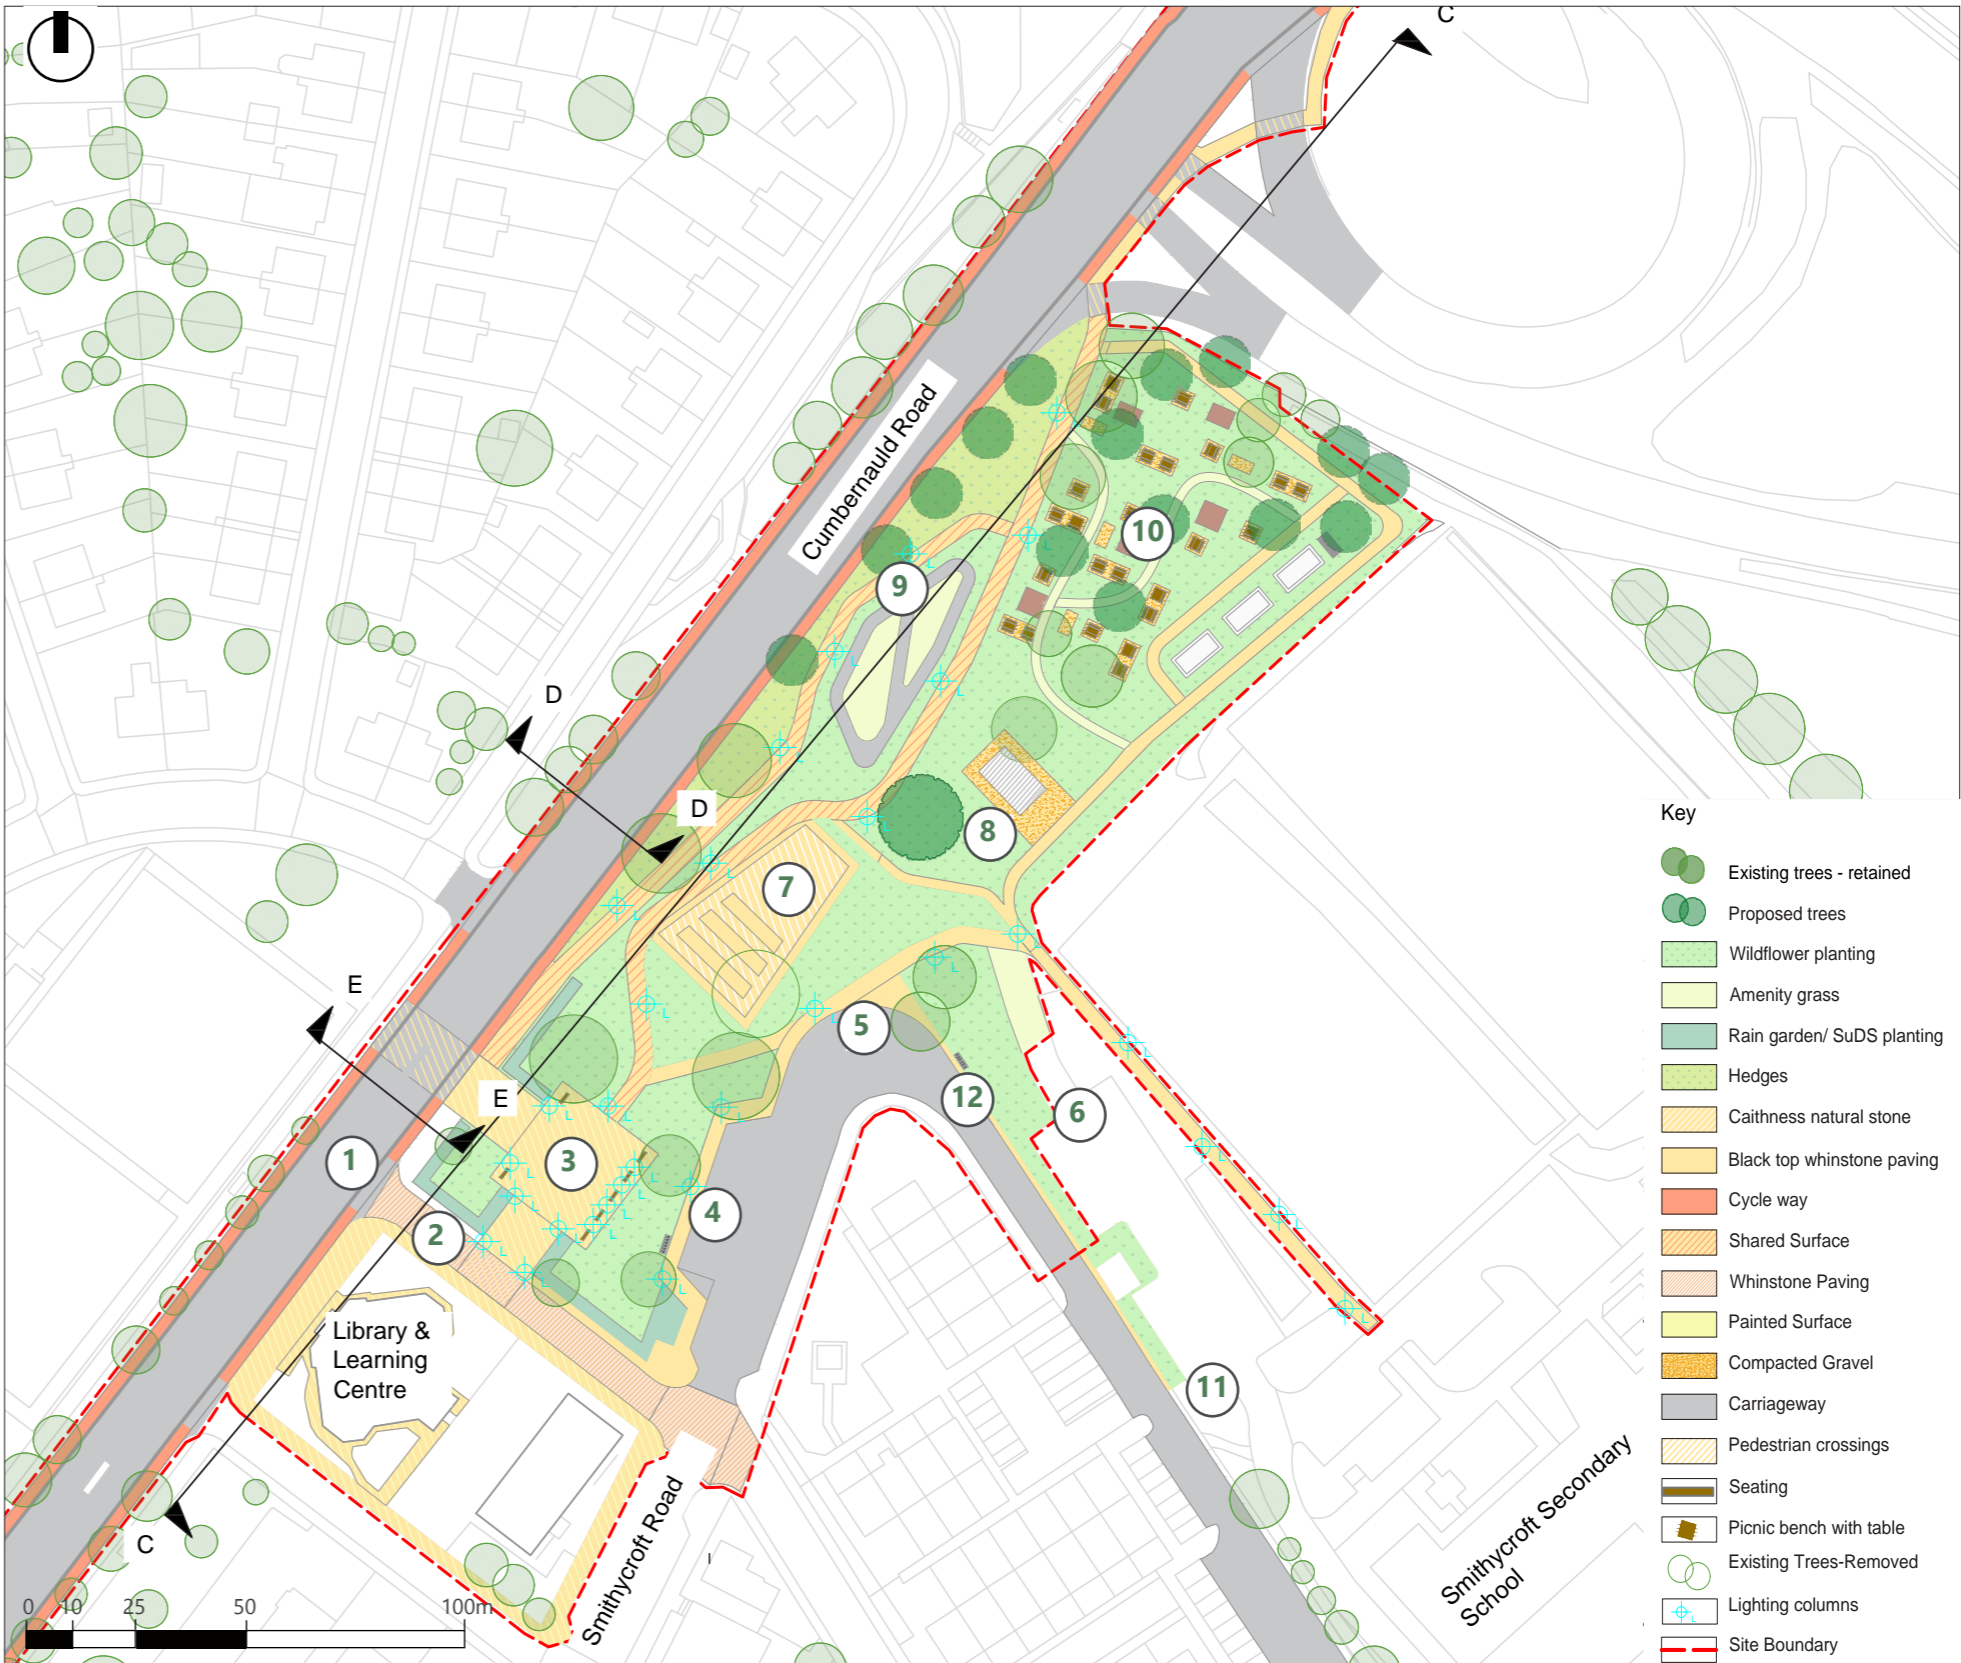 C
Cumbernauld Road
10
9
D
D
8
7
E
5
12
6
E
1
3
2
4
11
Library &
Learning
Centre
C
Smithycroft Road
Smithycroft Secondary
School
0 10 25 50 100m
Key
Existing trees - retained
Proposed trees
Wildflower planting
Amenity grass
Rain garden/ SuDS planting
Hedges
Caithness natural stone
Black top whinstone paving
Cycle way
Shared Surface
Whinstone Paving
Painted Surface
Compacted Gravel
Carriageway
Pedestrian crossings
Seating
Picnic bench with table
Existing Trees-Removed
Lighting columns
Site Boundary